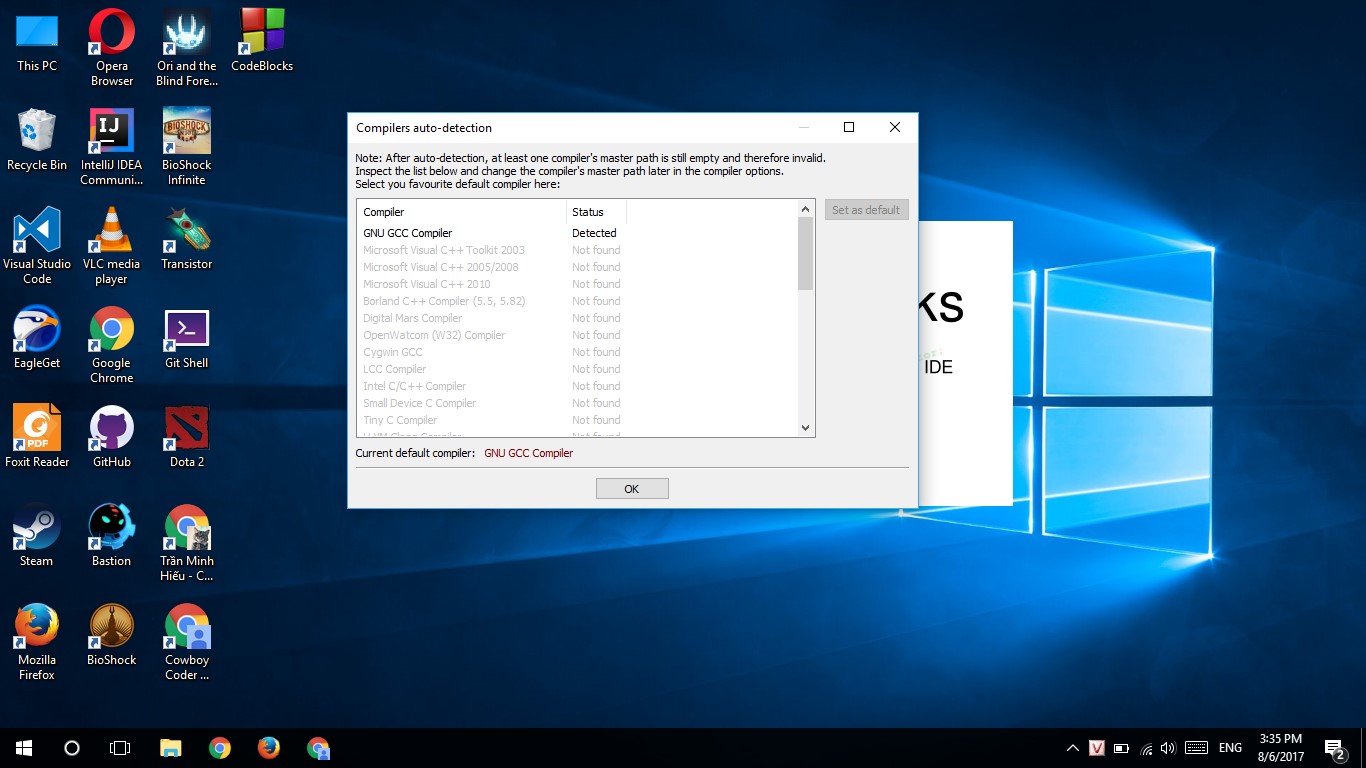 This PC
Opera
Browser
Ori and the
Blind Fore...
CodeBlocks
Recycle Bin
IJ
IntelliJ IDEA
Communi...
BIOSHOCK
INFINITE
BioShock
Infinite
Visual Studio
Code
VLC media
player
Transistor
EagleGet
Google
Chrome
Git Shell
PDF
Foxit Reader
GitHub
Dota 2
Steam
Bastion
Trần Minh
Hiếu - C...
Mozilla
Firefox
BioShock
Cowboy
Coder ...
Compilers auto-detection
Note: After auto-detection, at least one compiler's master path is still empty and therefore invalid.
Inspect the list below and change the compiler's master path later in the compiler options.
Select you favourite default compiler here:
Compiler Status
GNU GCC Compiler Detected
Microsoft Visual C++ Toolkit 2003 Not found
Microsoft Visual C++ 2005/2008 Not found
Microsoft Visual C++ 2010 Not found
Borland C++ Compiler (5.5, 5.82) Not found
Digital Mars Compiler Not found
OpenWatcom (W32) Compiler Not found
Cygwin GCC Not found
LCC Compiler Not found
Intel C/C++ Compiler Not found
Small Device C Compiler Not found
Tiny C Compiler Not found
Set as default
Current default compiler: GNU GCC Compiler
OK
ks
IDE
V
ENG
3:35 PM
8/6/2017
2